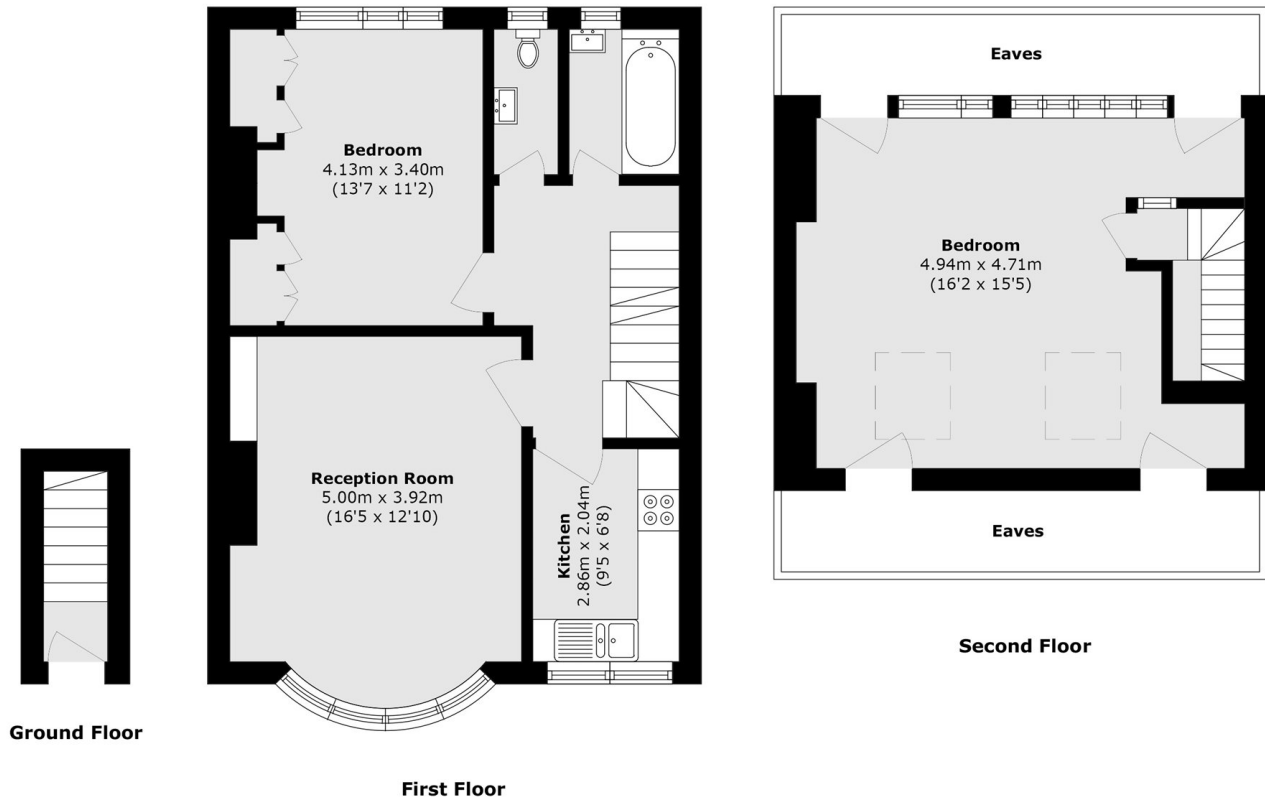 Eaves
Bedroom
4.13m x 3.40m
(13'7 x 11'2)
Bedroom
4.94m x 4.71m
(16'2 x 15'5)
Reception Room
5.00m x 3.92m
(16'5 x 12'10)
Kitchen
2.86m x 2.04m
(9'5 x 6'8)
Eaves
Second Floor
Ground Floor
First Floor